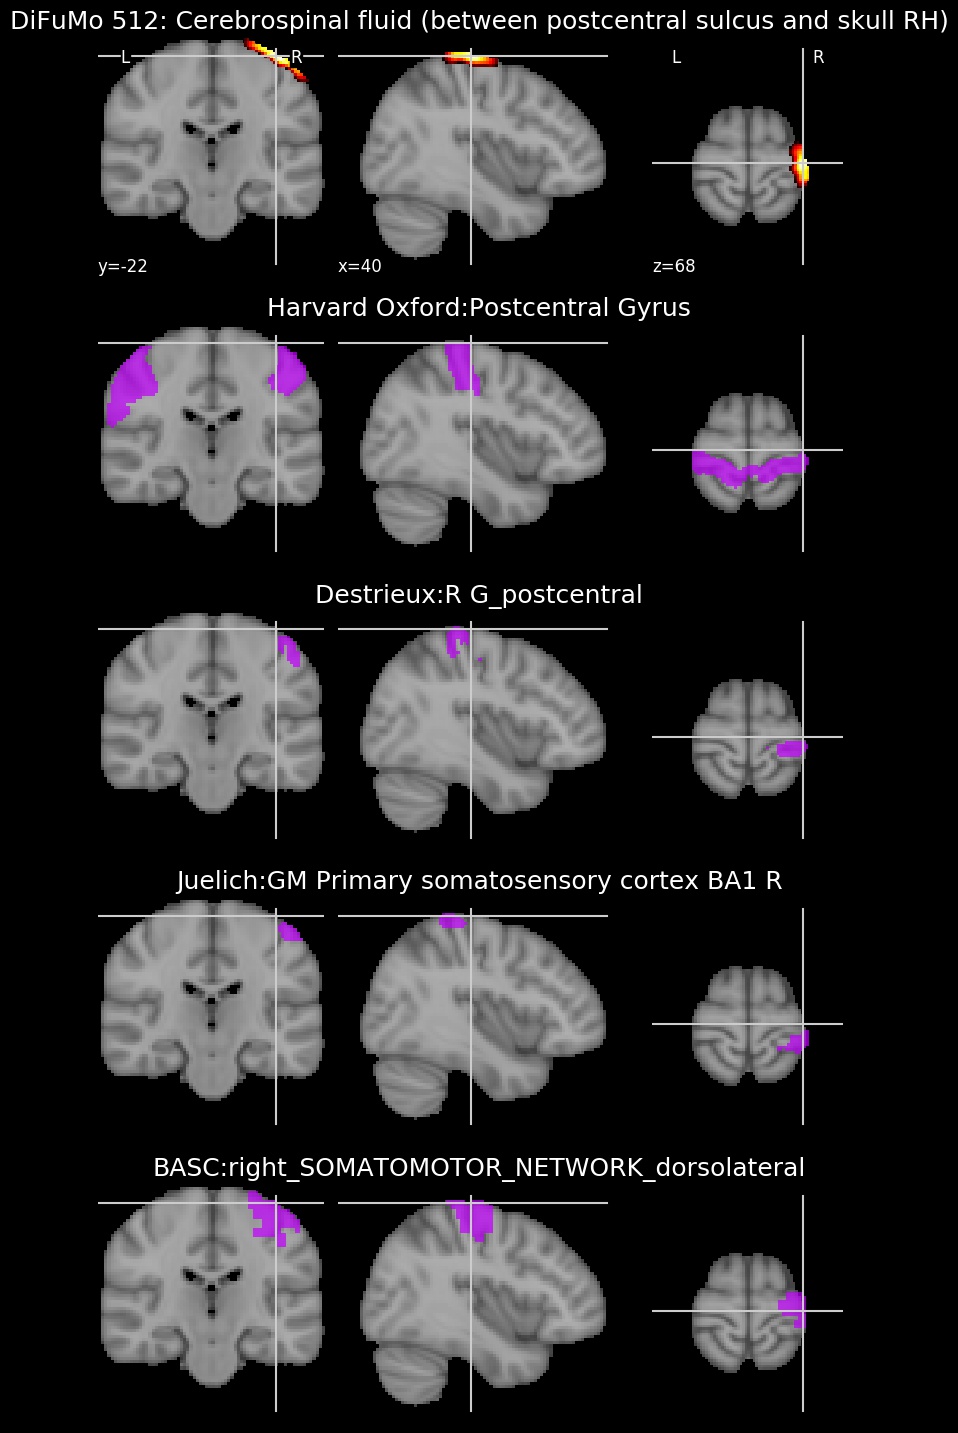 DiFuMo 512: Cerebrospinal fluid (between postcentral sulcus and skull RH)
L R L R
y=-22 x=40 z=68
Harvard Oxford:Postcentral Gyrus
Destrieux:R G_postcentral
Juelich:GM Primary somatosensory cortex BA1 R
BASC:right_SOMATOMOTOR_NETWORK_dorsolateral